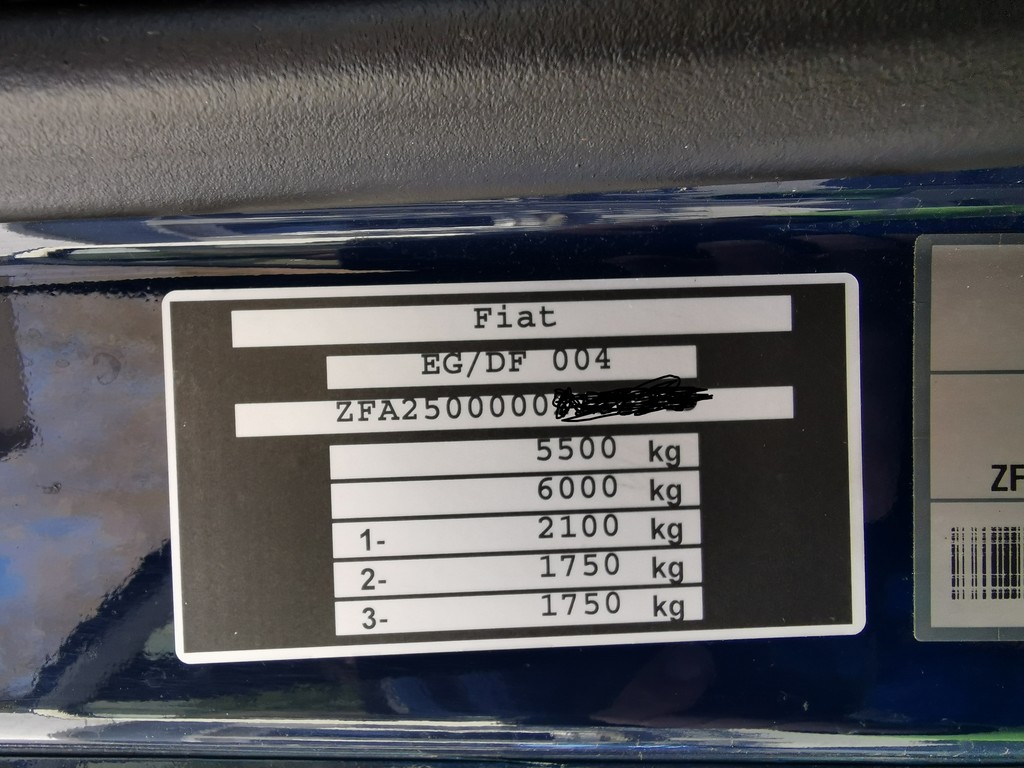 Fiat
EG/DF 004
ZFA2500000
5500 kg
6000 kg
1- 2100 kg
2- 1750 kg
3- 1750 kg
ZF